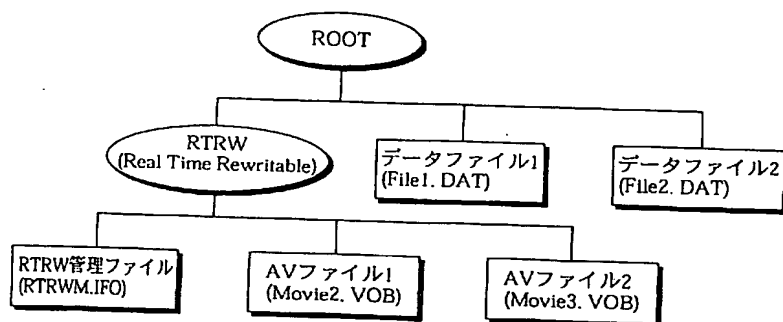 ROOT
RTRW
(Real Time Rewritable)
データファイル1
(File1. DAT)
データファイル2
(File2. DAT)
RTRW管理ファイル
(RTRWM.IFO)
AVファイル1
(Movie2. VOB)
AVファイル2
(Movie3. VOB)